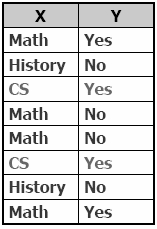 X Y
Math Yes
History No
CS Yes
Math No
Math No
CS Yes
History No
Math Yes